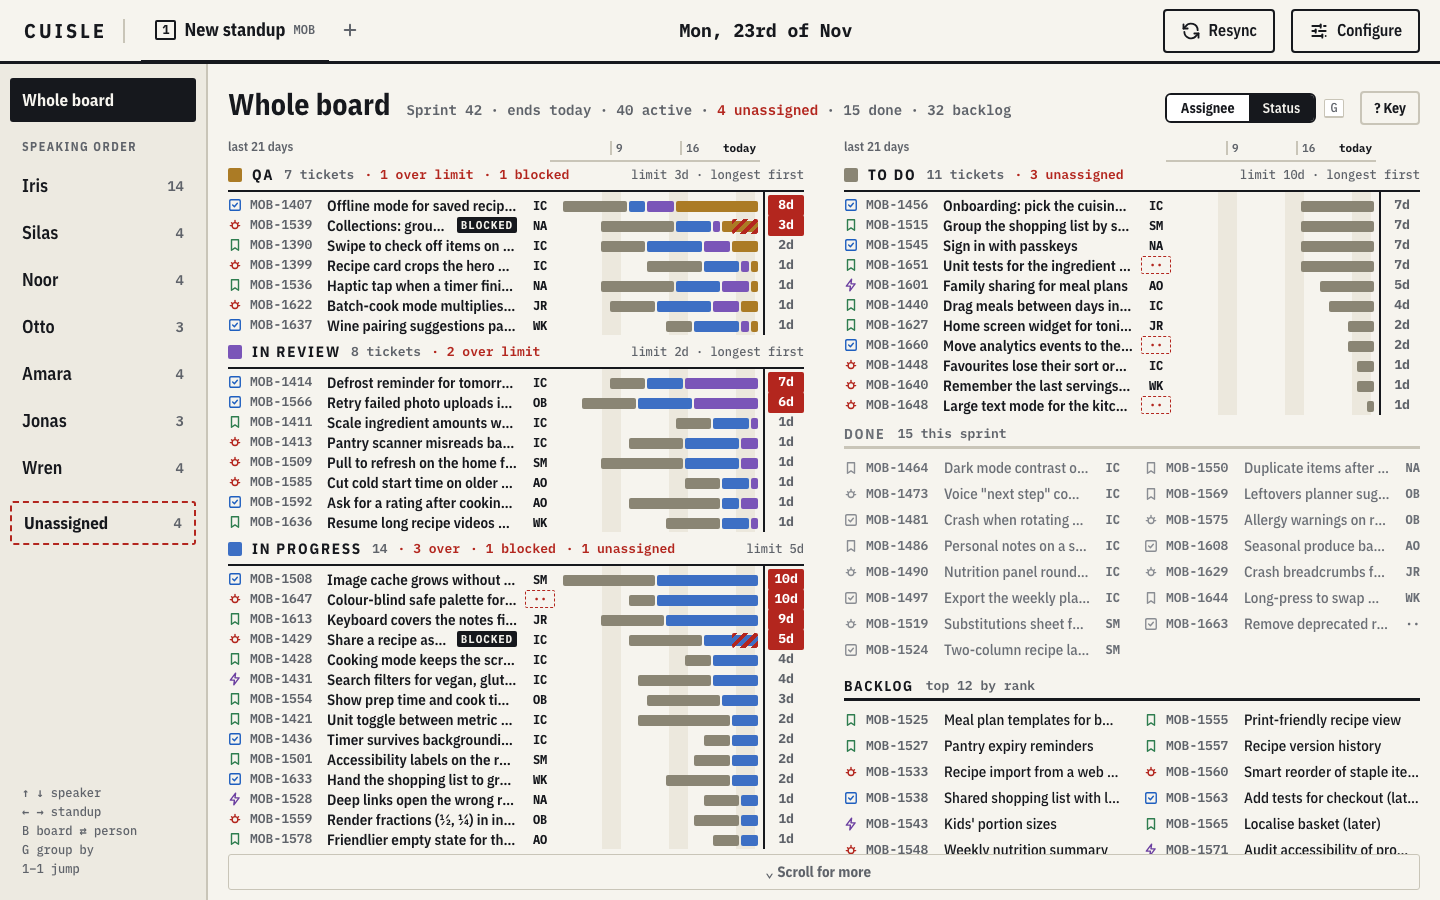 CUISLE
1 New standup MOB +
Mon, 23rd of Nov
Resync
Configure
Whole board
SPEAKING ORDER
Iris 14
Silas 4
Noor 4
Otto 3
Amara 4
Jonas 3
Wren 4
Unassigned 4
↑ ↓ speaker
← → standup
B board ⇄ person
G group by
1–1 jump
Whole board
Sprint 42 · ends today · 40 active · 4 unassigned · 15 done · 32 backlog
Assignee Status G ? Key
last 21 days 9 16 today
QA 7 tickets · 1 over limit · 1 blocked limit 3d · longest first
MOB-1407 Offline mode for saved recip... IC 8d
MOB-1539 Collections: grou... BLOCKED NA 3d
MOB-1390 Swipe to check off items on ... IC 2d
MOB-1399 Recipe card crops the hero ... IC 1d
MOB-1536 Haptic tap when a timer fini... NA 1d
MOB-1622 Batch-cook mode multiplies... JR 1d
MOB-1637 Wine pairing suggestions pa... WK 1d
IN REVIEW 8 tickets · 2 over limit limit 2d · longest first
MOB-1414 Defrost reminder for tomorr... IC 7d
MOB-1566 Retry failed photo uploads i... OB 6d
MOB-1411 Scale ingredient amounts w... IC 1d
MOB-1413 Pantry scanner misreads ba... IC 1d
MOB-1509 Pull to refresh on the home f... SM 1d
MOB-1585 Cut cold start time on older ... AO 1d
MOB-1592 Ask for a rating after cookin... AO 1d
MOB-1636 Resume long recipe videos ... WK 1d
IN PROGRESS 14 · 3 over · 1 blocked · 1 unassigned limit 5d
MOB-1508 Image cache grows without ... SM 10d
MOB-1647 Colour-blind safe palette for... ·· 10d
MOB-1613 Keyboard covers the notes fi... JR 9d
MOB-1429 Share a recipe as... BLOCKED IC 5d
MOB-1428 Cooking mode keeps the scr... IC 4d
MOB-1431 Search filters for vegan, glut... IC 4d
MOB-1554 Show prep time and cook ti... OB 3d
MOB-1421 Unit toggle between metric ... IC 2d
MOB-1436 Timer survives backgroundi... IC 2d
MOB-1501 Accessibility labels on the r... SM 2d
MOB-1633 Hand the shopping list to gr... WK 2d
MOB-1528 Deep links open the wrong r... NA 1d
MOB-1559 Render fractions (½, ¼) in in... OB 1d
MOB-1578 Friendlier empty state for th... AO 1d
last 21 days 9 16 today
TO DO 11 tickets · 3 unassigned limit 10d · longest first
MOB-1456 Onboarding: pick the cuisin... IC 7d
MOB-1515 Group the shopping list by s... SM 7d
MOB-1545 Sign in with passkeys NA 7d
MOB-1651 Unit tests for the ingredient ... ·· 7d
MOB-1601 Family sharing for meal plans AO 5d
MOB-1440 Drag meals between days in... IC 4d
MOB-1627 Home screen widget for toni... JR 2d
MOB-1660 Move analytics events to the... ·· 2d
MOB-1448 Favourites lose their sort or... IC 1d
MOB-1640 Remember the last servings... WK 1d
MOB-1648 Large text mode for the kitc... ·· 1d
DONE 15 this sprint
MOB-1464 Dark mode contrast o... IC MOB-1550 Duplicate items after ... NA
MOB-1473 Voice "next step" co... IC MOB-1569 Leftovers planner sug... OB
MOB-1481 Crash when rotating ... IC MOB-1575 Allergy warnings on r... OB
MOB-1486 Personal notes on a s... IC MOB-1608 Seasonal produce ba... AO
MOB-1490 Nutrition panel round... IC MOB-1629 Crash breadcrumbs f... JR
MOB-1497 Export the weekly pla... IC MOB-1644 Long-press to swap ... WK
MOB-1519 Substitutions sheet f... SM MOB-1663 Remove deprecated r... ··
MOB-1524 Two-column recipe la... SM
BACKLOG top 12 by rank
MOB-1525 Meal plan templates for b... MOB-1555 Print-friendly recipe view
MOB-1527 Pantry expiry reminders MOB-1557 Recipe version history
MOB-1533 Recipe import from a web ... MOB-1560 Smart reorder of staple ite...
MOB-1538 Shared shopping list with l... MOB-1563 Add tests for checkout (lat...
MOB-1543 Kids' portion sizes MOB-1565 Localise basket (later)
MOB-1548 Weekly nutrition summary MOB-1571 Audit accessibility of pro...
⌄ Scroll for more